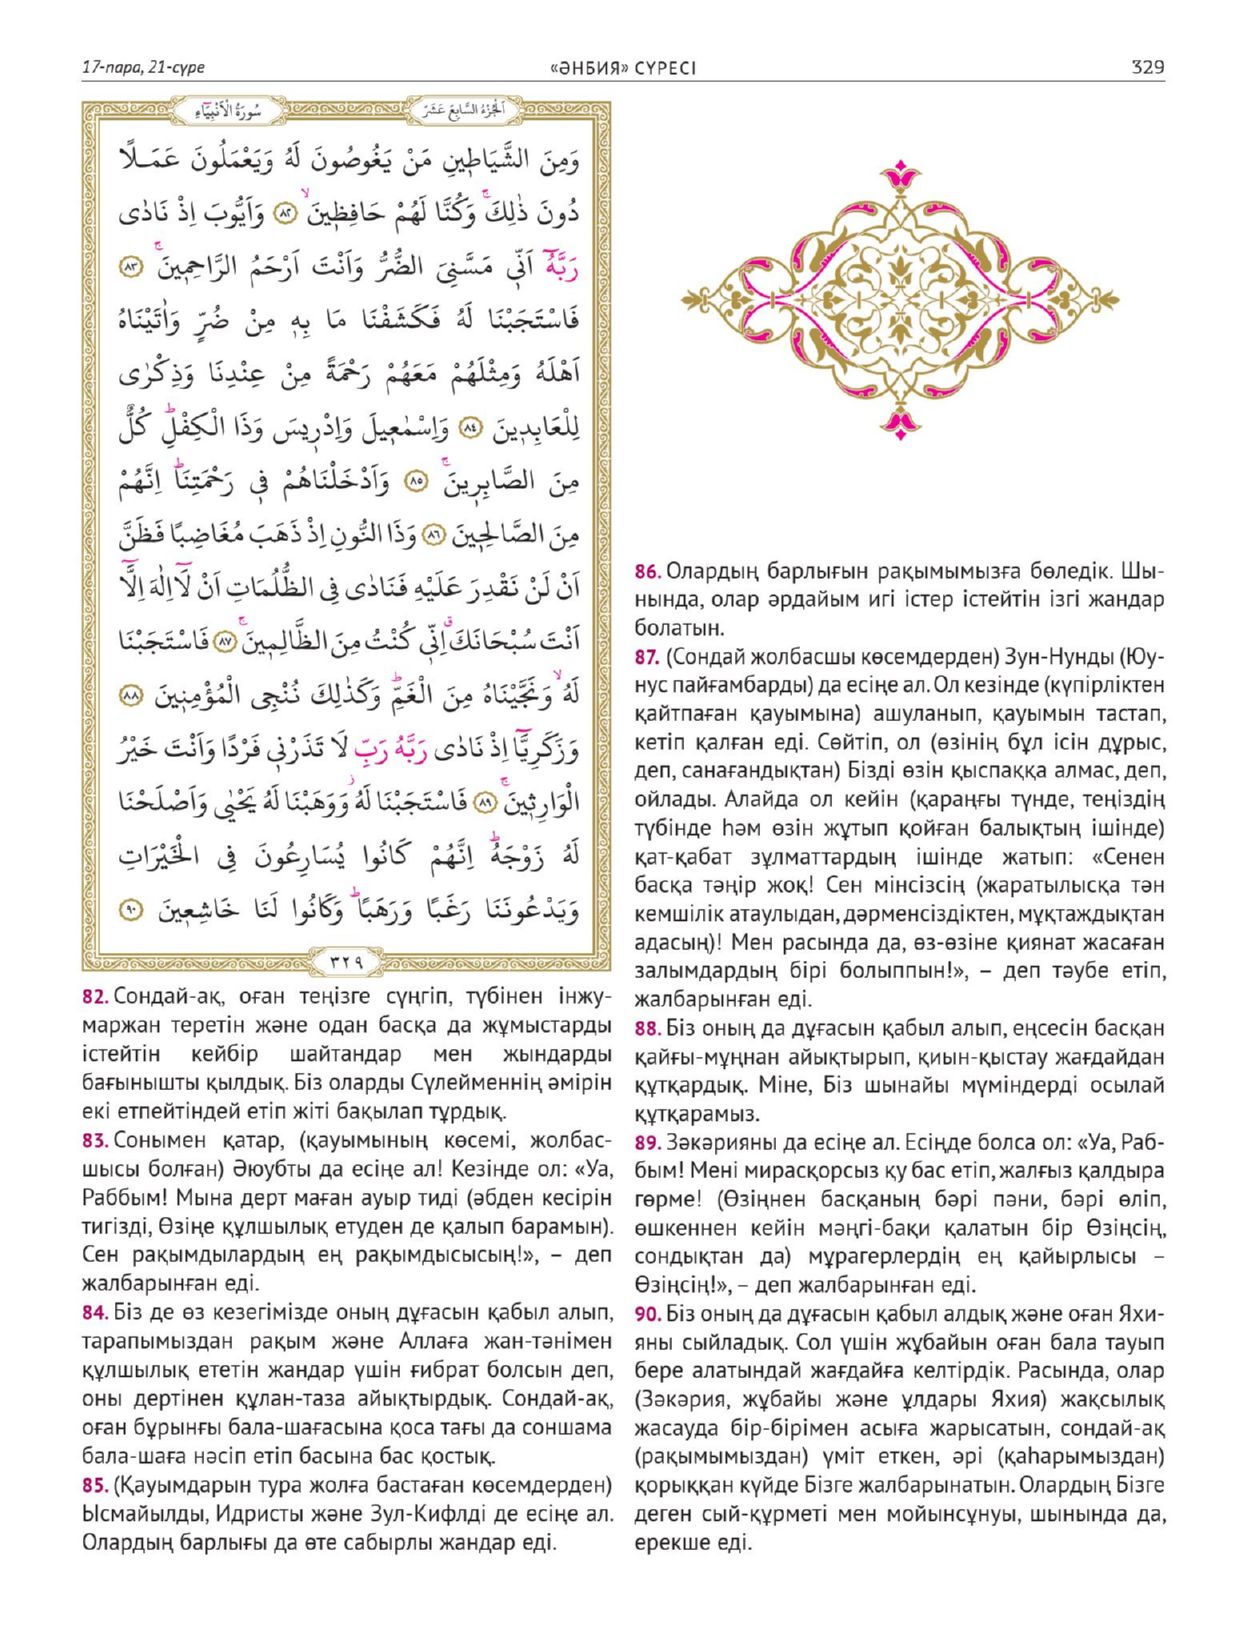 17-пара, 21-сүре
«ӘНБИЯ» СҮРЕСІ
329
سُورَةُ الْاَنْبِيَٓاءِ
اَلْجُزْءُ السَّابِعَ عَشَرَ
وَمِنَ الشَّيَاط۪ينِ مَنْ يَغُوصُونَ لَهُ وَيَعْمَلُونَ عَمَلًا
دُونَ ذٰلِكَۚ وَكُنَّا لَهُمْ حَافِظ۪ينَۙ ﴿٨٢﴾ وَاَيُّوبَ اِذْ نَادٰى
رَبَّهُٓ اَنّ۪ي مَسَّنِيَ الضُّرُّ وَاَنْتَ اَرْحَمُ الرَّاحِم۪ينَۚ ﴿٨٣﴾
فَاسْتَجَبْنَا لَهُ فَكَشَفْنَا مَا بِه۪ مِنْ ضُرٍّ وَاٰتَيْنَاهُ
اَهْلَهُ وَمِثْلَهُمْ مَعَهُمْ رَحْمَةً مِنْ عِنْدِنَا وَذِكْرٰى
لِلْعَابِد۪ينَ ﴿٨٤﴾ وَاِسْمٰع۪يلَ وَاِدْر۪يسَ وَذَا الْكِفْلِۜ كُلٌّ
مِنَ الصَّابِر۪ينَۚ ﴿٨٥﴾ وَاَدْخَلْنَاهُمْ ف۪ي رَحْمَتِنَاۜ اِنَّهُمْ
مِنَ الصَّالِح۪ينَ ﴿٨٦﴾ وَذَا النُّونِ اِذْ ذَهَبَ مُغَاضِبًا فَظَنَّ
اَنْ لَنْ نَقْدِرَ عَلَيْهِ فَنَادٰى فِي الظُّلُمَاتِ اَنْ لَٓا اِلٰهَ اِلَّٓا
اَنْتَ سُبْحَانَكَۗ اِنّ۪ي كُنْتُ مِنَ الظَّالِم۪ينَۚ ﴿٨٧﴾ فَاسْتَجَبْنَا
لَهُۙ وَنَجَّيْنَاهُ مِنَ الْغَمِّۜ وَكَذٰلِكَ نُنْجِي الْمُؤْمِن۪ينَ ﴿٨٨﴾
وَزَكَرِيَّٓا اِذْ نَادٰى رَبَّهُ رَبِّ لَا تَذَرْن۪ي فَرْدًا وَاَنْتَ خَيْرُ
الْوَارِث۪ينَۚ ﴿٨٩﴾ فَاسْتَجَبْنَا لَهُۘ وَوَهَبْنَا لَهُ يَحْيٰى وَاَصْلَحْنَا
لَهُ زَوْجَهُۜ اِنَّهُمْ كَانُوا يُسَارِعُونَ فِي الْخَيْرَاتِ
وَيَدْعُونَنَا رَغَبًا وَرَهَبًاۜ وَكَانُوا لَنَا خَاشِع۪ينَ ﴿٩٠﴾
٣٢٩
82. Сондай-ақ, оған теңізге сүңгіп, түбінен інжу-
маржан теретін және одан басқа да жұмыстарды
істейтін кейбір шайтандар мен жындарды
бағынышты қылдық. Біз оларды Сүлейменнің әмірін
екі етпейтіндей етіп жіті бақылап тұрдық.
83. Сонымен қатар, (қауымының көсемі, жолбас-
шысы болған) Әюубты да есіңе ал! Кезінде ол: «Уа,
Раббым! Мына дерт маған ауыр тиді (әбден кесірін
тигізді, Өзіңе құлшылық етуден де қалып барамын).
Сен рақымдылардың ең рақымдысысың!», – деп
жалбарынған еді.
84. Біз де өз кезегімізде оның дұғасын қабыл алып,
тарапымыздан рақым және Аллаға жан-тәнімен
құлшылық ететін жандар үшін ғибрат болсын деп,
оны дертінен құлан-таза айықтырдық. Сондай-ақ,
оған бұрынғы бала-шағасына қоса тағы да соншама
бала-шаға нәсіп етіп басына бас қостық.
85. (Қауымдарын тура жолға бастаған көсемдерден)
Ысмайылды, Идристы және Зул-Кифлді де есіңе ал.
Олардың барлығы да өте сабырлы жандар еді.
86. Олардың барлығын рақымымызға бөледік. Шы-
нында, олар әрдайым игі істер істейтін ізгі жандар
болатын.
87. (Сондай жолбасшы көсемдерден) Зун-Нунды (Юу-
нус пайғамбарды) да есіңе ал. Ол кезінде (күпірліктен
қайтпаған қауымына) ашуланып, қауымын тастап,
кетіп қалған еді. Сөйтіп, ол (өзінің бұл ісін дұрыс,
деп, санағандықтан) Бізді өзін қыспаққа алмас, деп,
ойлады. Алайда ол кейін (қараңғы түнде, теңіздің
түбінде һәм өзін жұтып қойған балықтың ішінде)
қат-қабат зұлматтардың ішінде жатып: «Сенен
басқа тәңір жоқ! Сен мінсізсің (жаратылысқа тән
кемшілік атаулыдан, дәрменсіздіктен, мұқтаждықтан
адасың)! Мен расында да, өз-өзіне қиянат жасаған
залымдардың бірі болыппын!», – деп тәубе етіп,
жалбарынған еді.
88. Біз оның да дұғасын қабыл алып, еңсесін басқан
қайғы-мұңнан айықтырып, қиын-қыстау жағдайдан
құтқардық. Міне, Біз шынайы мүміндерді осылай
құтқарамыз.
89. Зәкәрияны да есіңе ал. Есіңде болса ол: «Уа, Раб-
бым! Мені мирасқорсыз қу бас етіп, жалғыз қалдыра
гөрме! (Өзіңнен басқаның бәрі пәни, бәрі өліп,
өшкеннен кейін мәңгі-бақи қалатын бір Өзіңсің,
сондықтан да) мұрагерлердің ең қайырлысы –
Өзіңсің!», – деп жалбарынған еді.
90. Біз оның да дұғасын қабыл алдық және оған Яхи-
яны сыйладық. Сол үшін жұбайын оған бала тауып
бере алатындай жағдайға келтірдік. Расында, олар
(Зәкәрия, жұбайы және ұлдары Яхия) жақсылық
жасауда бір-бірімен асыға жарысатын, сондай-ақ
(рақымымыздан) үміт еткен, әрі (қаһарымыздан)
қорыққан күйде Бізге жалбарынатын. Олардың Бізге
деген сый-құрметі мен мойынсұнуы, шынында да,
ерекше еді.